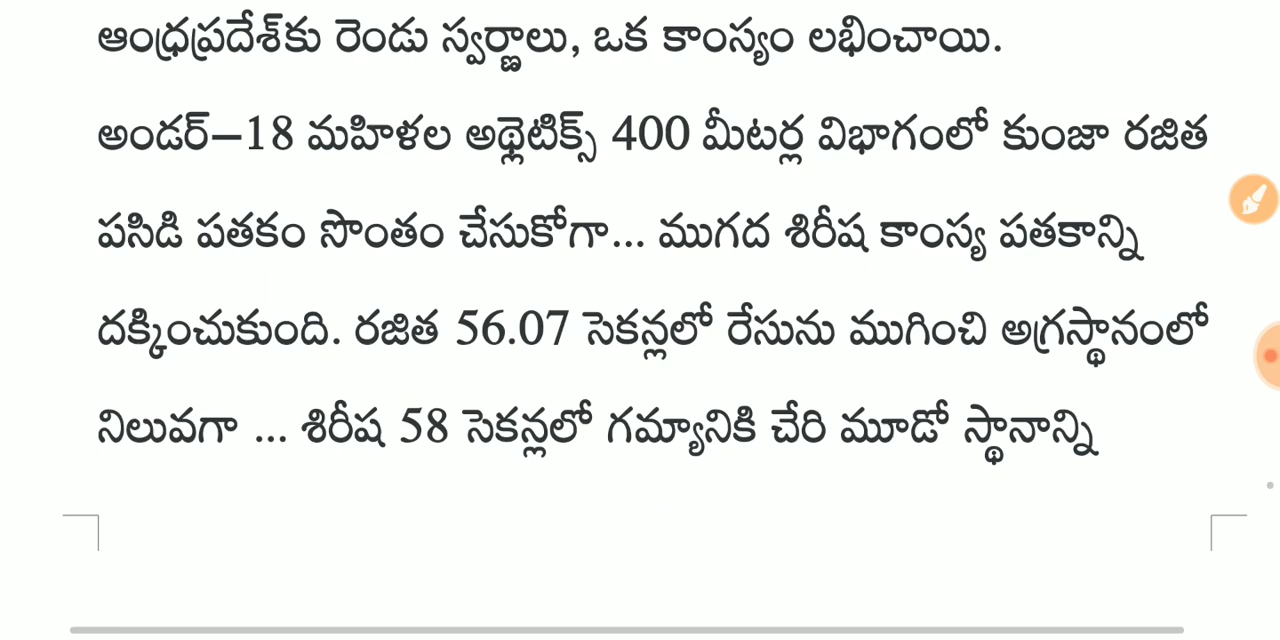 ఆంధ్రప్రదేశ్‌కు రెండు స్వర్ణాలు, ఒక కాంస్యం లభించాయి.
అండర్–18 మహిళల అథ్లెటిక్స్ 400 మీటర్ల విభాగంలో కుంజా రజిత
పసిడి పతకం సొంతం చేసుకోగా... ముగద శిరీష కాంస్య పతకాన్ని
దక్కించుకుంది. రజిత 56.07 సెకన్లలో రేసును ముగించి అగ్రస్థానంలో
నిలువగా ... శిరీష 58 సెకన్లలో గమ్యానికి చేరి మూడో స్థానాన్ని